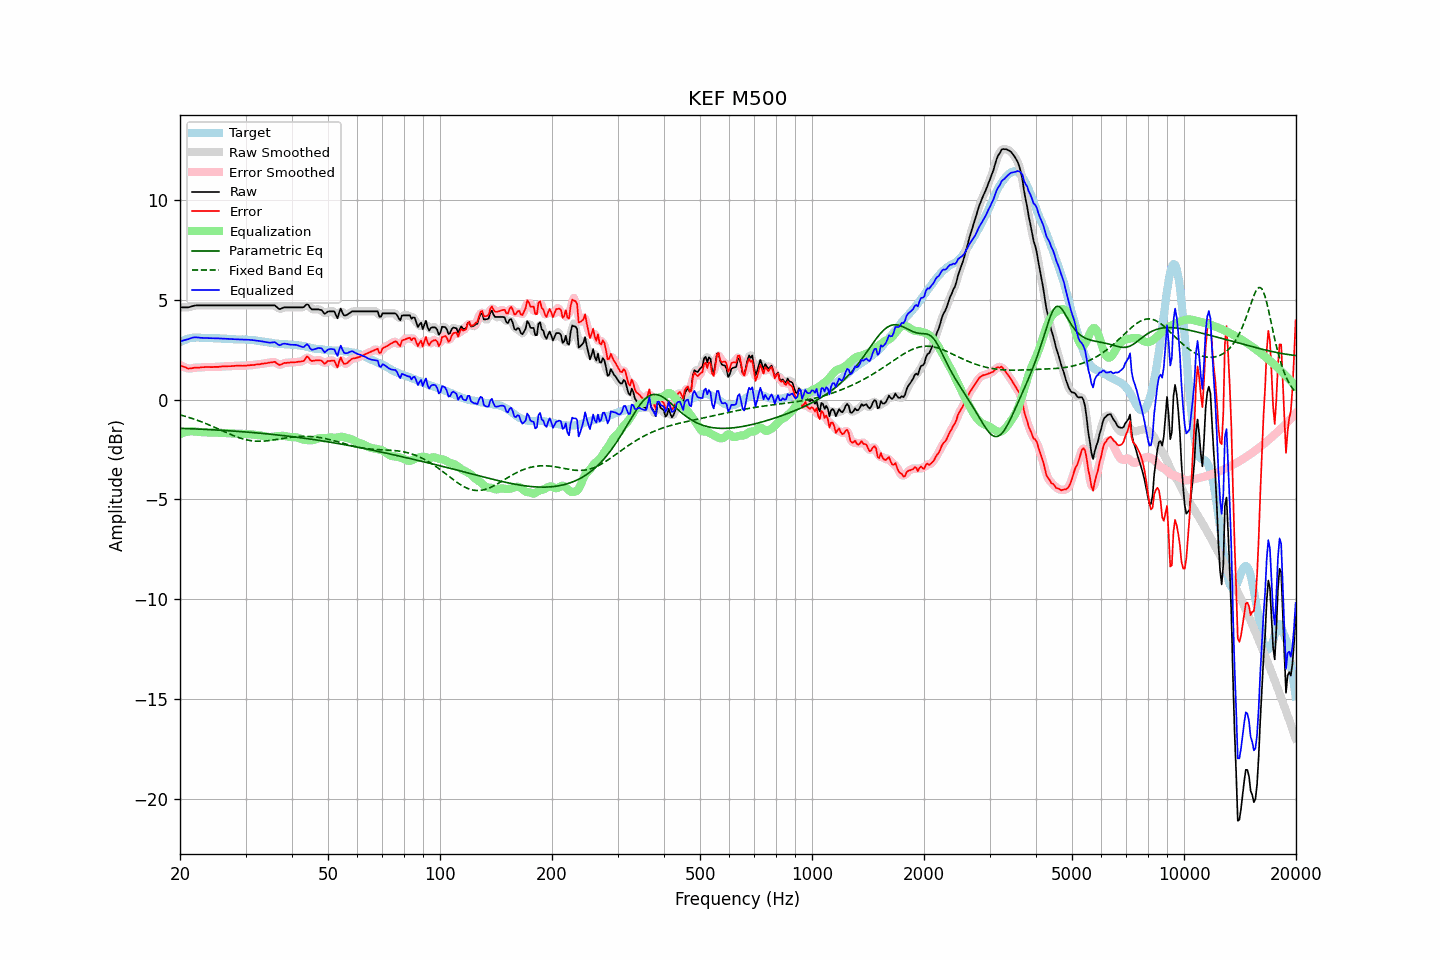 KEF M500
Target
Raw Smoothed
Error Smoothed
Raw
Error
Equalization
Parametric Eq
Fixed Band Eq
Equalized
10
5
0
−5
−10
−15
−20
Amplitude (dBr)
20 50 100 200 500 1000 2000 5000 10000 20000
Frequency (Hz)